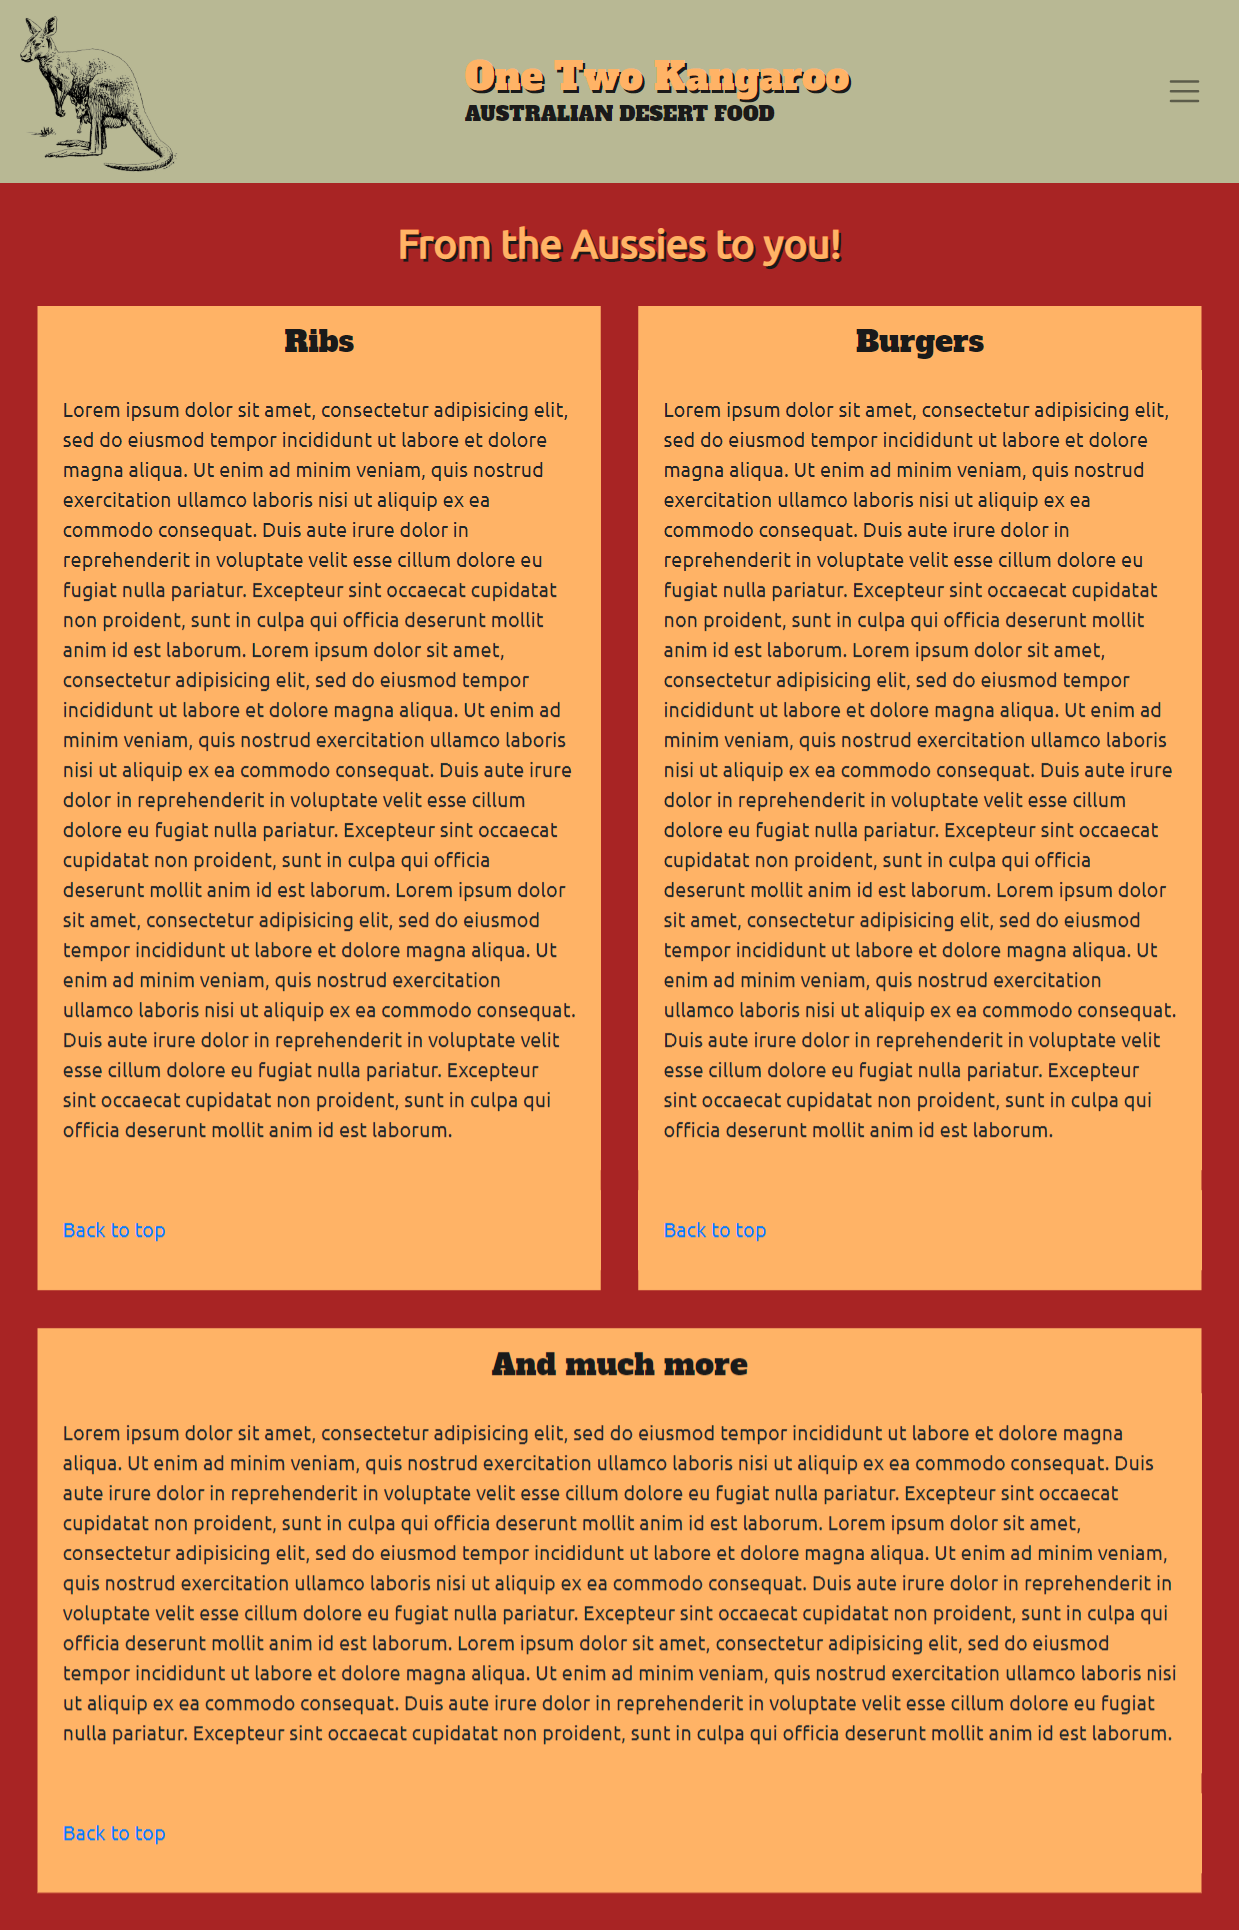 One Two Kangaroo
AUSTRALIAN DESERT FOOD
From the Aussies to you!
Ribs
Lorem ipsum dolor sit amet, consectetur adipisicing elit,
sed do eiusmod tempor incididunt ut labore et dolore
magna aliqua. Ut enim ad minim veniam, quis nostrud
exercitation ullamco laboris nisi ut aliquip ex ea
commodo consequat. Duis aute irure dolor in
reprehenderit in voluptate velit esse cillum dolore eu
fugiat nulla pariatur. Excepteur sint occaecat cupidatat
non proident, sunt in culpa qui officia deserunt mollit
anim id est laborum. Lorem ipsum dolor sit amet,
consectetur adipisicing elit, sed do eiusmod tempor
incididunt ut labore et dolore magna aliqua. Ut enim ad
minim veniam, quis nostrud exercitation ullamco laboris
nisi ut aliquip ex ea commodo consequat. Duis aute irure
dolor in reprehenderit in voluptate velit esse cillum
dolore eu fugiat nulla pariatur. Excepteur sint occaecat
cupidatat non proident, sunt in culpa qui officia
deserunt mollit anim id est laborum. Lorem ipsum dolor
sit amet, consectetur adipisicing elit, sed do eiusmod
tempor incididunt ut labore et dolore magna aliqua. Ut
enim ad minim veniam, quis nostrud exercitation
ullamco laboris nisi ut aliquip ex ea commodo consequat.
Duis aute irure dolor in reprehenderit in voluptate velit
esse cillum dolore eu fugiat nulla pariatur. Excepteur
sint occaecat cupidatat non proident, sunt in culpa qui
officia deserunt mollit anim id est laborum.
Back to top
Burgers
Lorem ipsum dolor sit amet, consectetur adipisicing elit,
sed do eiusmod tempor incididunt ut labore et dolore
magna aliqua. Ut enim ad minim veniam, quis nostrud
exercitation ullamco laboris nisi ut aliquip ex ea
commodo consequat. Duis aute irure dolor in
reprehenderit in voluptate velit esse cillum dolore eu
fugiat nulla pariatur. Excepteur sint occaecat cupidatat
non proident, sunt in culpa qui officia deserunt mollit
anim id est laborum. Lorem ipsum dolor sit amet,
consectetur adipisicing elit, sed do eiusmod tempor
incididunt ut labore et dolore magna aliqua. Ut enim ad
minim veniam, quis nostrud exercitation ullamco laboris
nisi ut aliquip ex ea commodo consequat. Duis aute irure
dolor in reprehenderit in voluptate velit esse cillum
dolore eu fugiat nulla pariatur. Excepteur sint occaecat
cupidatat non proident, sunt in culpa qui officia
deserunt mollit anim id est laborum. Lorem ipsum dolor
sit amet, consectetur adipisicing elit, sed do eiusmod
tempor incididunt ut labore et dolore magna aliqua. Ut
enim ad minim veniam, quis nostrud exercitation
ullamco laboris nisi ut aliquip ex ea commodo consequat.
Duis aute irure dolor in reprehenderit in voluptate velit
esse cillum dolore eu fugiat nulla pariatur. Excepteur
sint occaecat cupidatat non proident, sunt in culpa qui
officia deserunt mollit anim id est laborum.
Back to top
And much more
Lorem ipsum dolor sit amet, consectetur adipisicing elit, sed do eiusmod tempor incididunt ut labore et dolore magna
aliqua. Ut enim ad minim veniam, quis nostrud exercitation ullamco laboris nisi ut aliquip ex ea commodo consequat. Duis
aute irure dolor in reprehenderit in voluptate velit esse cillum dolore eu fugiat nulla pariatur. Excepteur sint occaecat
cupidatat non proident, sunt in culpa qui officia deserunt mollit anim id est laborum. Lorem ipsum dolor sit amet,
consectetur adipisicing elit, sed do eiusmod tempor incididunt ut labore et dolore magna aliqua. Ut enim ad minim veniam,
quis nostrud exercitation ullamco laboris nisi ut aliquip ex ea commodo consequat. Duis aute irure dolor in reprehenderit in
voluptate velit esse cillum dolore eu fugiat nulla pariatur. Excepteur sint occaecat cupidatat non proident, sunt in culpa qui
officia deserunt mollit anim id est laborum. Lorem ipsum dolor sit amet, consectetur adipisicing elit, sed do eiusmod
tempor incididunt ut labore et dolore magna aliqua. Ut enim ad minim veniam, quis nostrud exercitation ullamco laboris nisi
ut aliquip ex ea commodo consequat. Duis aute irure dolor in reprehenderit in voluptate velit esse cillum dolore eu fugiat
nulla pariatur. Excepteur sint occaecat cupidatat non proident, sunt in culpa qui officia deserunt mollit anim id est laborum.
Back to top